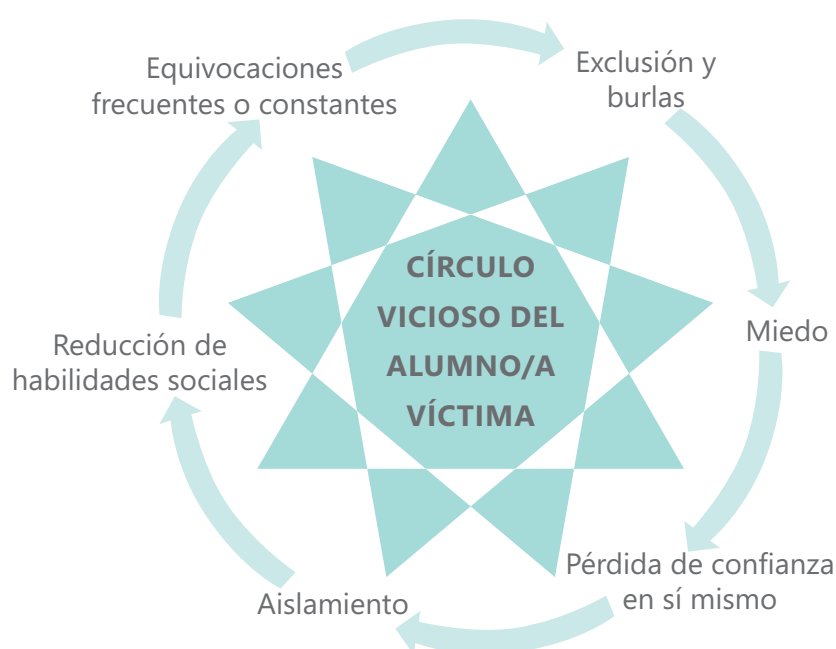 Equivocaciones
frecuentes o constantes
Exclusión y
burlas
Miedo
Pérdida de confianza
en sí mismo
Aislamiento
Reducción de
habilidades sociales
CÍRCULO
VICIOSO DEL
ALUMNO/A
VÍCTIMA